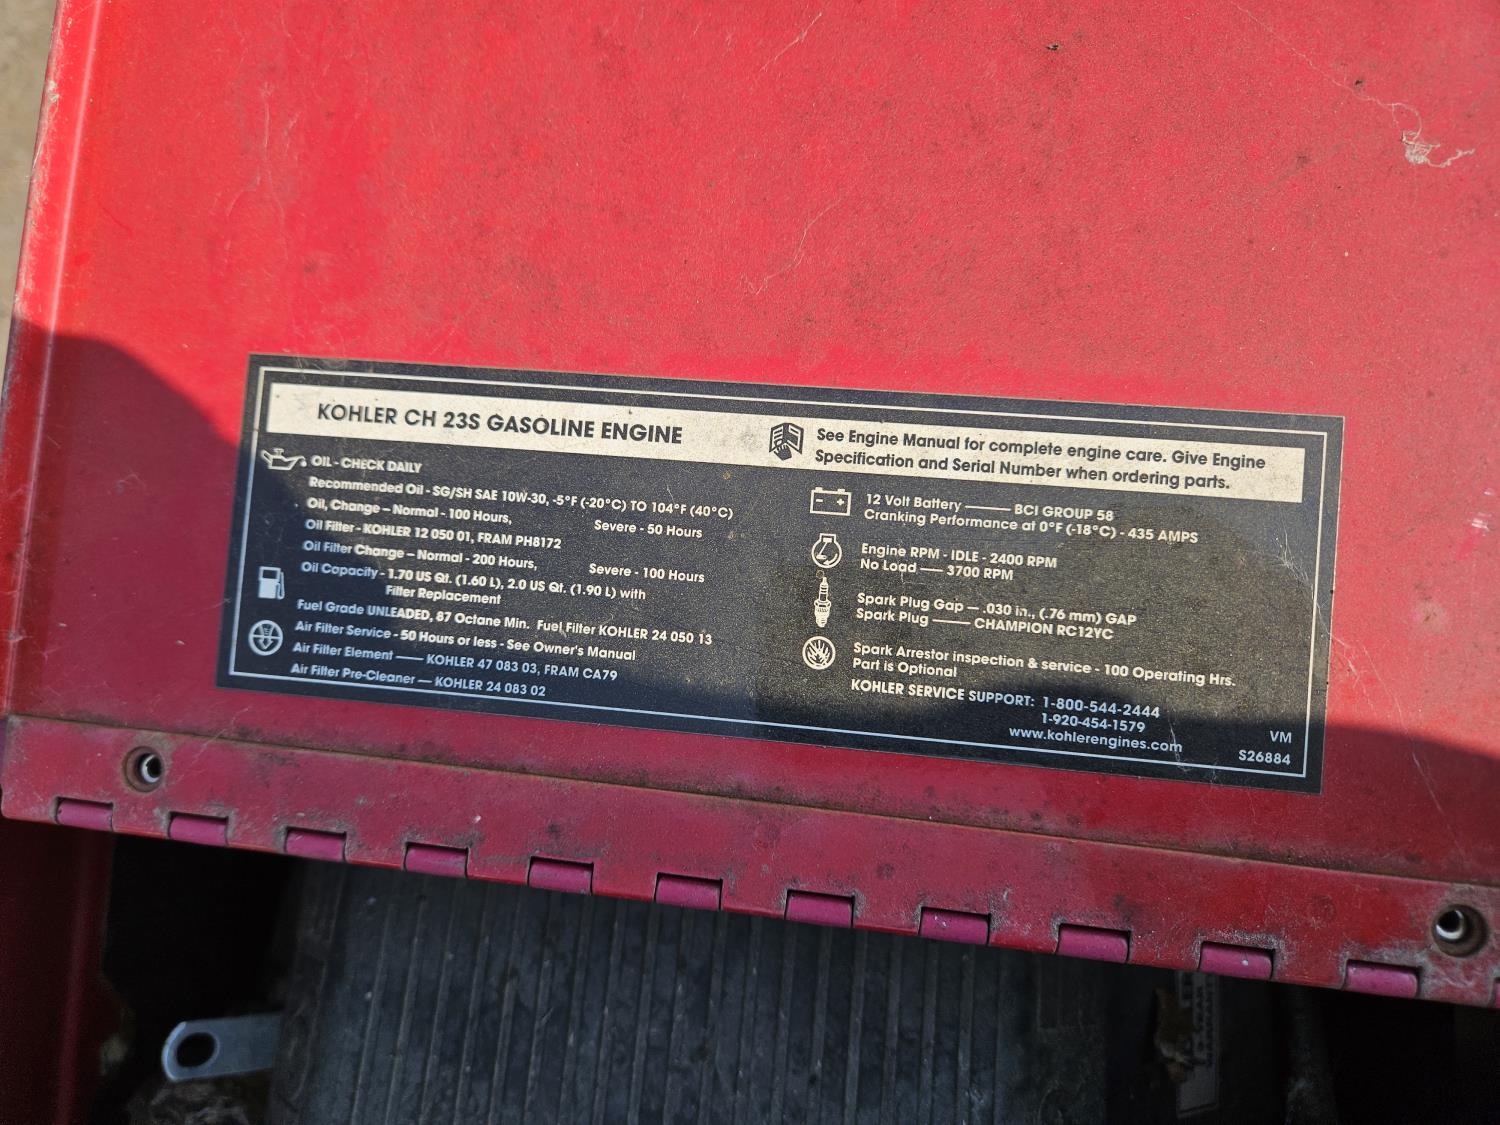 KOHLER CH 23S GASOLINE ENGINE
See Engine Manual for complete engine care. Give Engine
Specification and Serial Number when ordering parts.
OIL - CHECK DAILY
Recommended Oil - SG/SH SAE 10W-30, -5°F (-20°C) TO 104°F (40°C)
Oil, Change – Normal - 100 Hours, Severe - 50 Hours
Oil Filter - KOHLER 12 050 01, FRAM PH8172
Oil Filter Change – Normal - 200 Hours, Severe - 100 Hours
Oil Capacity - 1.70 US Qt. (1.60 L), 2.0 US Qt. (1.90 L) with
Filter Replacement
Fuel Grade UNLEADED, 87 Octane Min. Fuel Filter KOHLER 24 050 13
Air Filter Service - 50 Hours or less - See Owner's Manual
Air Filter Element — KOHLER 47 083 03, FRAM CA79
Air Filter Pre-Cleaner — KOHLER 24 083 02
12 Volt Battery — BCI GROUP 58
Cranking Performance at 0°F (-18°C) - 435 AMPS
Engine RPM - IDLE - 2400 RPM
No Load — 3700 RPM
Spark Plug Gap — .030 in., (.76 mm) GAP
Spark Plug — CHAMPION RC12YC
Spark Arrestor inspection & service - 100 Operating Hrs.
Part is Optional
KOHLER SERVICE SUPPORT: 1-800-544-2444
1-920-454-1579
www.kohlerengines.com
VM
S26884